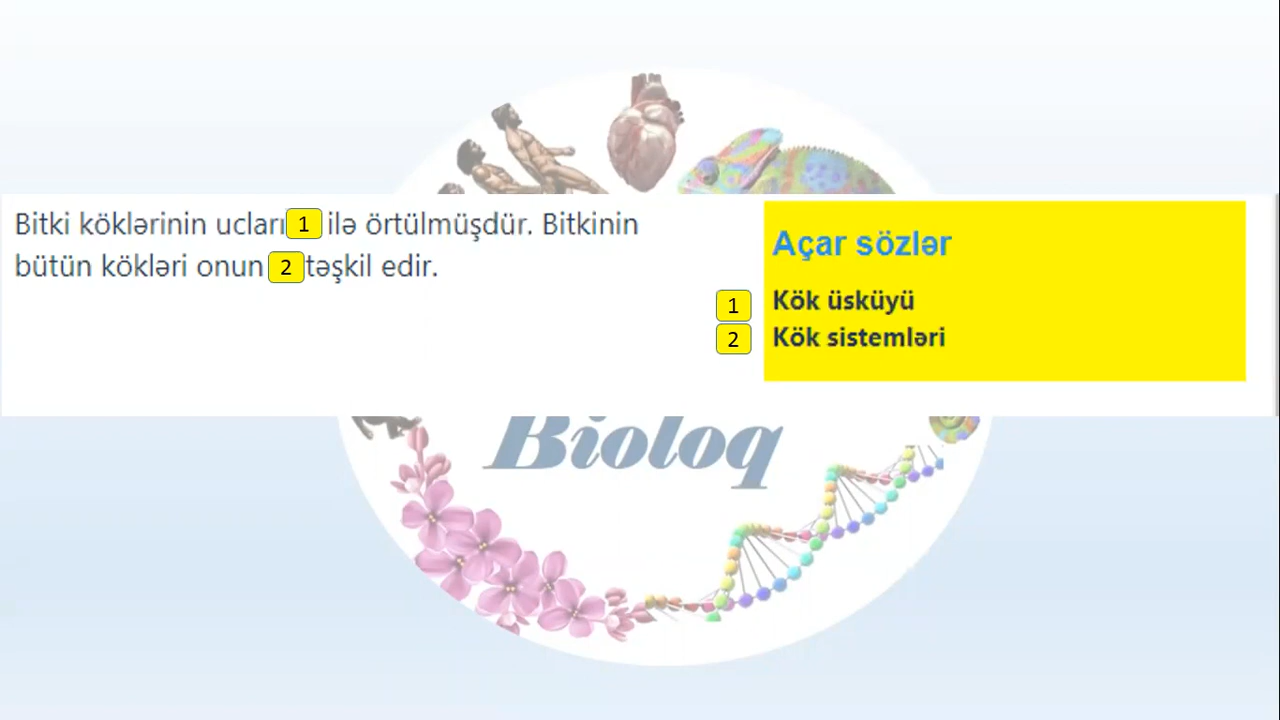 Bitki köklərinin ucları 1 ilə örtülmüşdür. Bitkinin
bütün kökləri onun 2 təşkil edir.
Açar sözlər
1 Kök üsküyü
2 Kök sistemləri
Bioloq